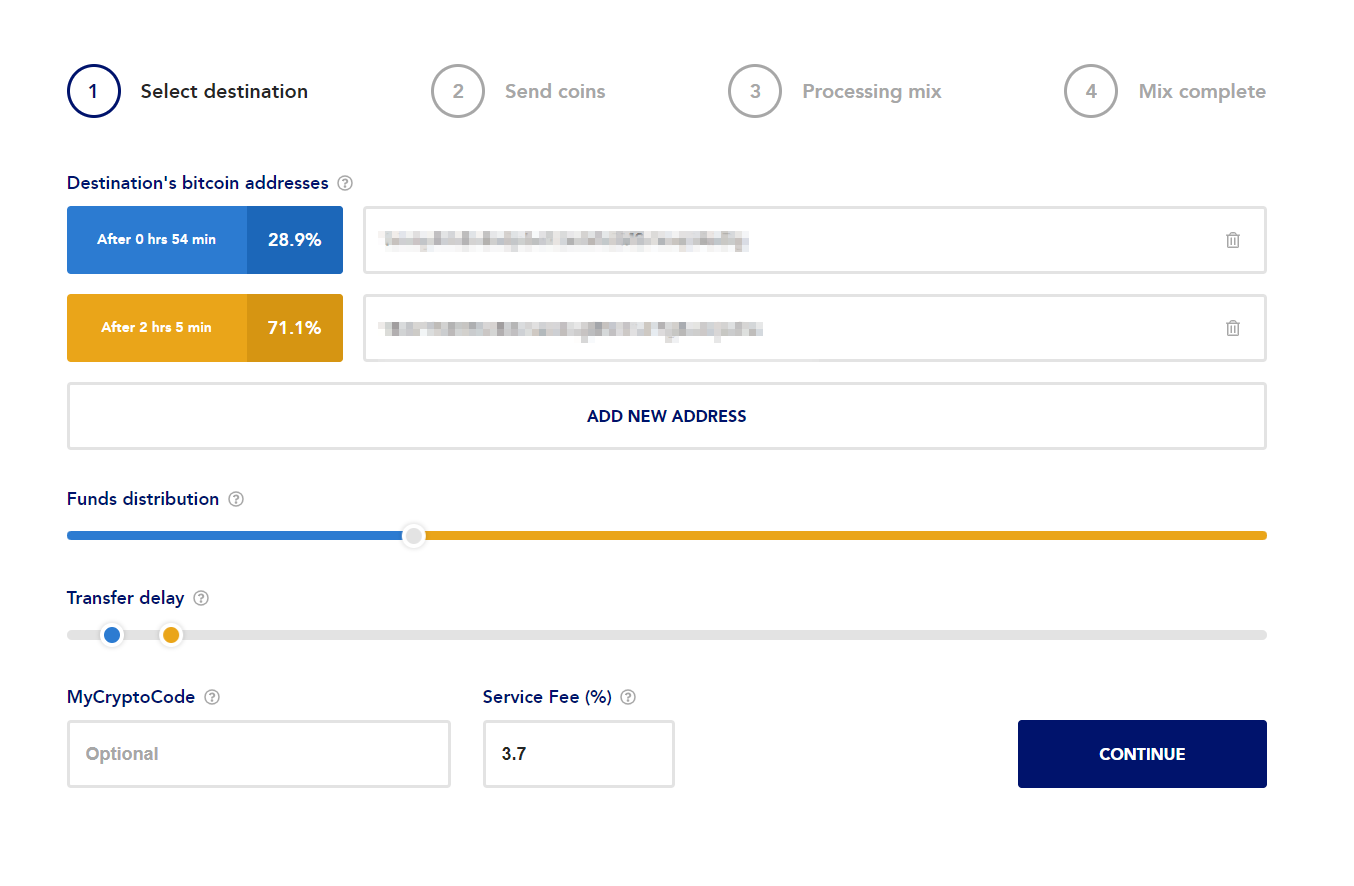 1 Select destination 2 Send coins 3 Processing mix 4 Mix complete
Destination's bitcoin addresses ?
After 0 hrs 54 min 28.9%
After 2 hrs 5 min 71.1%
ADD NEW ADDRESS
Funds distribution ?
Transfer delay ?
MyCryptoCode ? Service Fee (%) ?
Optional 3.7 CONTINUE